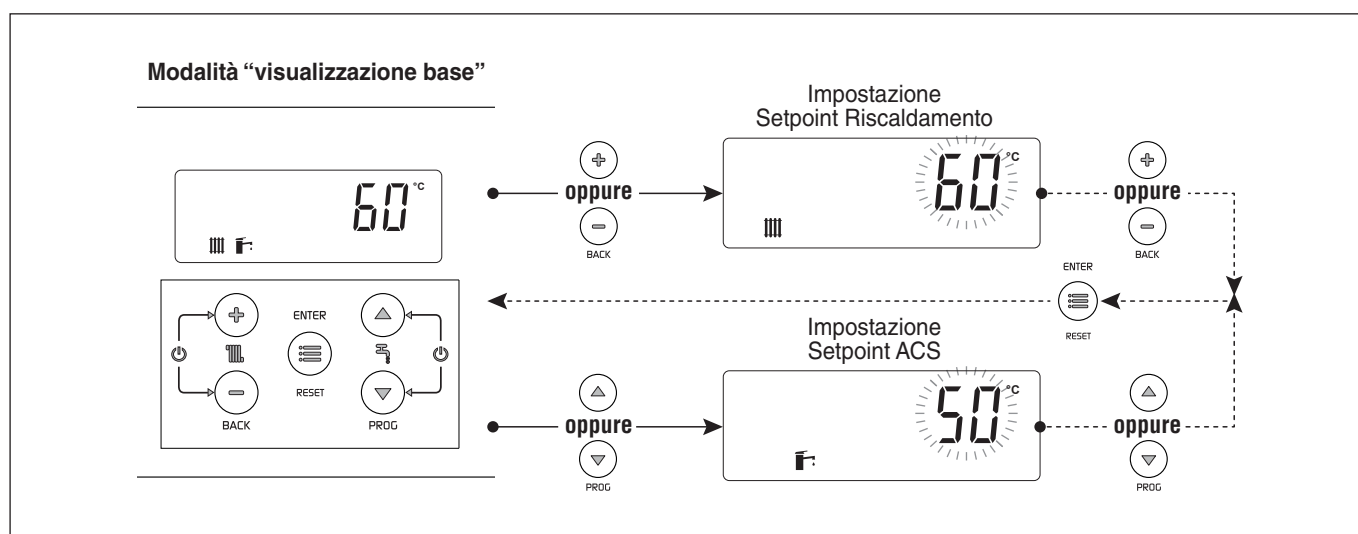 Modalità “visualizzazione base”
60 °C
ENTER
RESET
BACK
PROG
oppure
BACK
Impostazione
Setpoint Riscaldamento
60 °C
oppure
BACK
ENTER
RESET
oppure
PROG
Impostazione
Setpoint ACS
50 °C
oppure
PROG